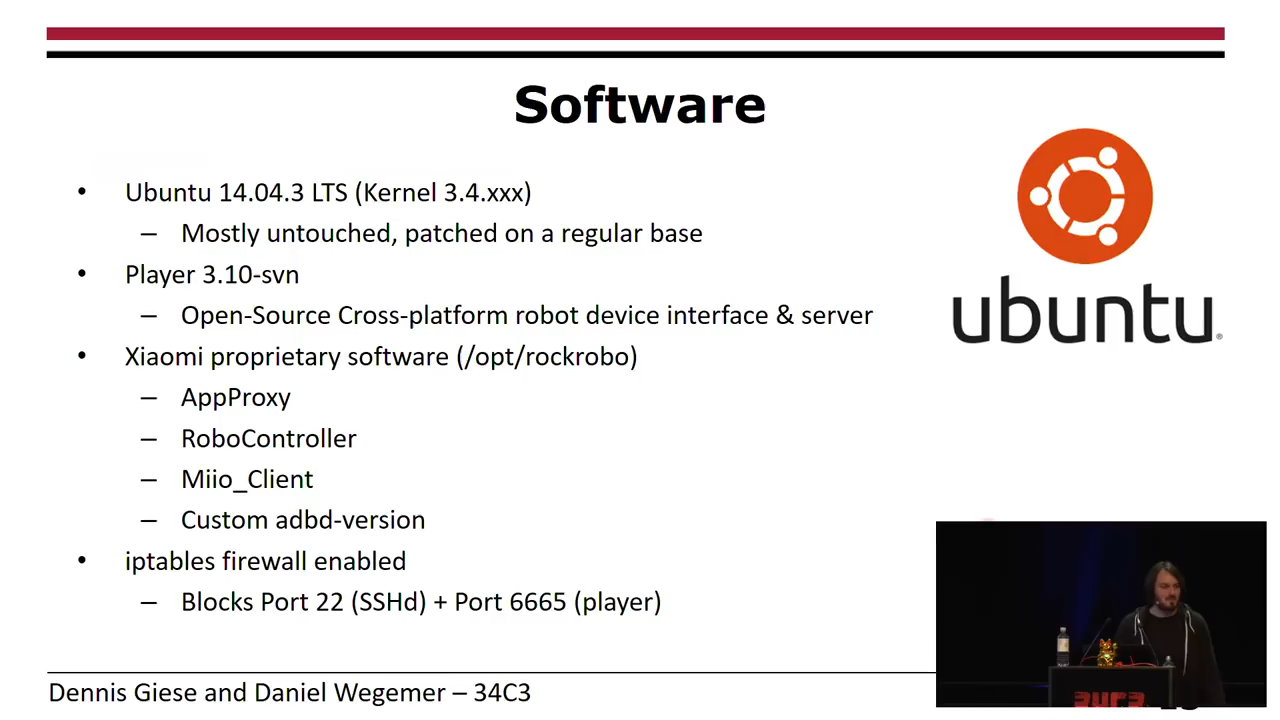 Software
• Ubuntu 14.04.3 LTS (Kernel 3.4.xxx)
– Mostly untouched, patched on a regular base
• Player 3.10-svn
– Open-Source Cross-platform robot device interface & server
• Xiaomi proprietary software (/opt/rockrobo)
– AppProxy
– RoboController
– Miio_Client
– Custom adbd-version
• iptables firewall enabled
– Blocks Port 22 (SSHd) + Port 6665 (player)
ubuntu®
Dennis Giese and Daniel Wegemer – 34C3